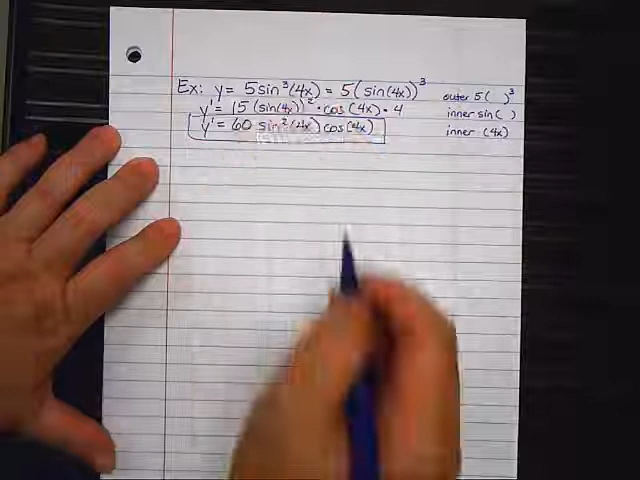 Ex: y = 5sin³(4x) = 5(sin(4x))³
y' = 15 (sin(4x))² • cos(4x) • 4
y' = 60 sin²(4x) cos(4x)
outer 5( )³
inner sin( )
inner (4x)